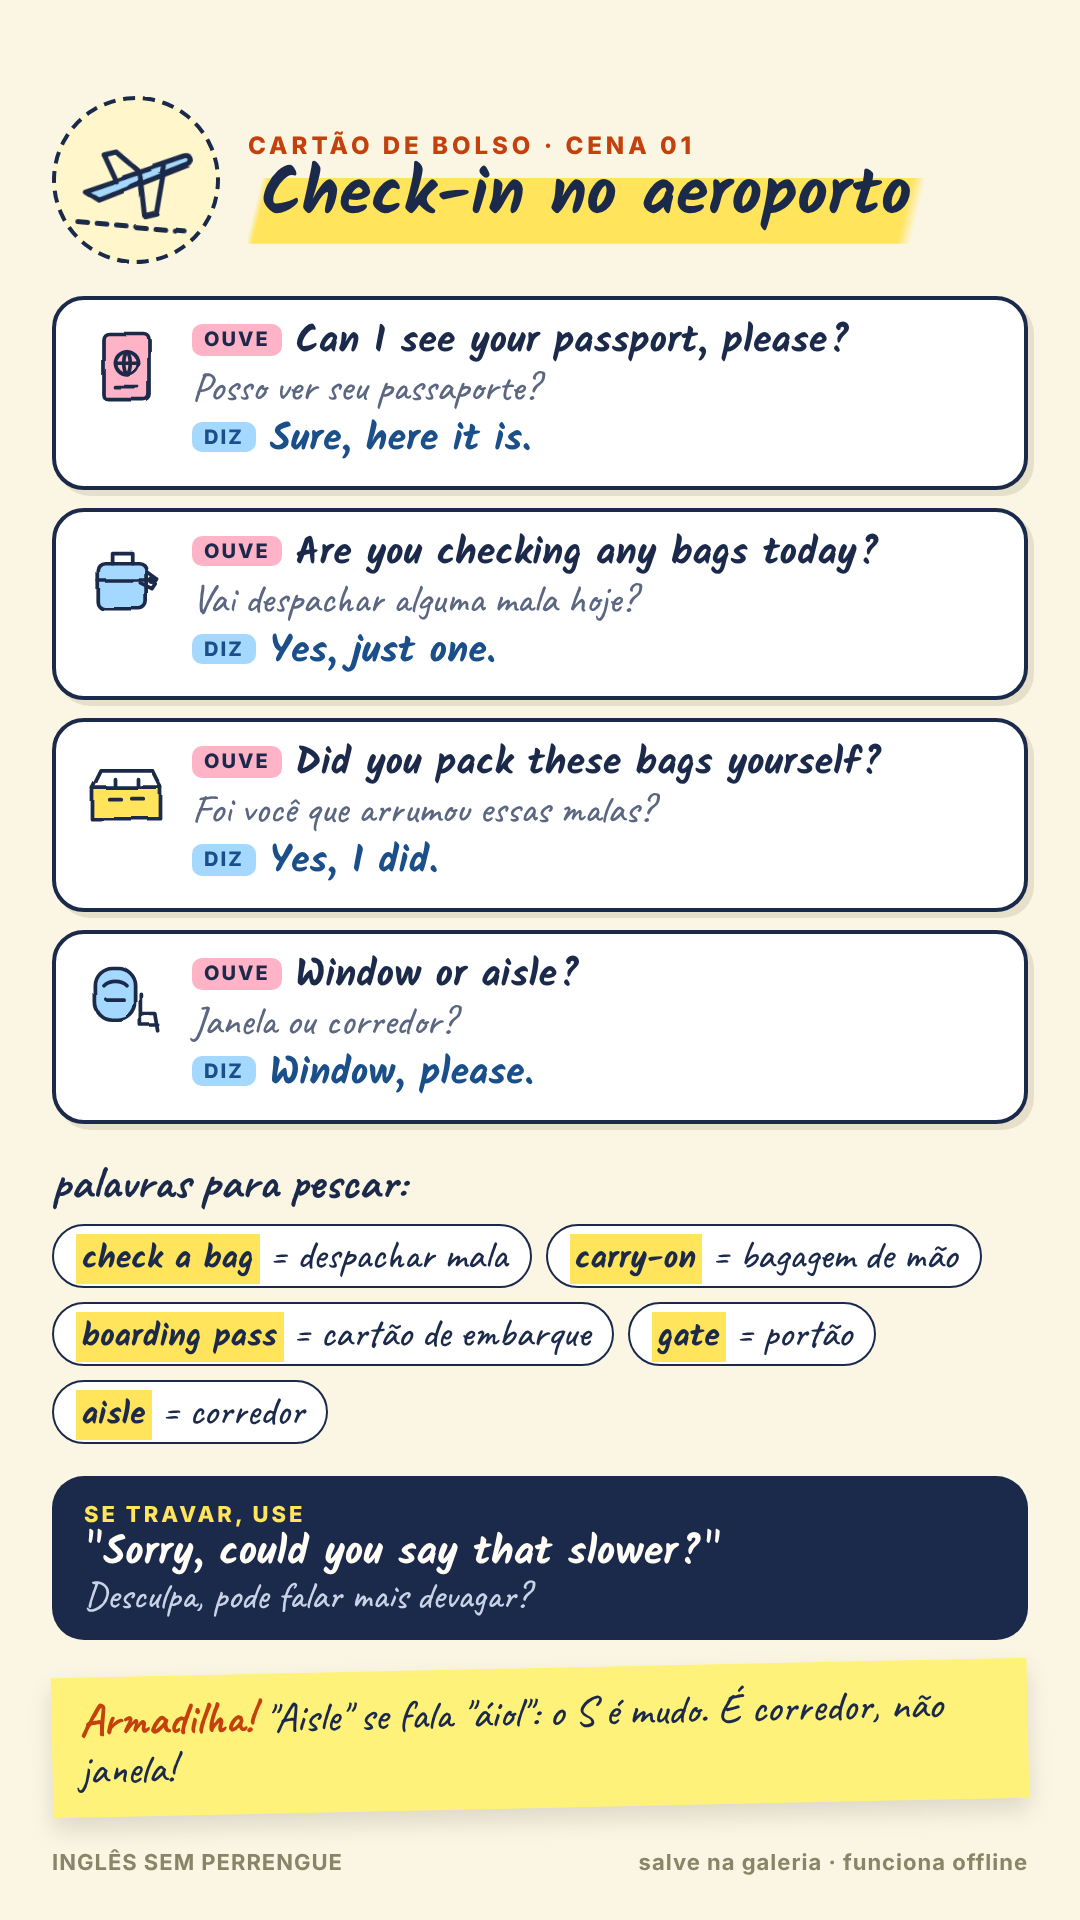 CARTÃO DE BOLSO · CENA 01
Check-in no aeroporto
OUVE Can I see your passport, please?
Posso ver seu passaporte?
DIZ Sure, here it is.
OUVE Are you checking any bags today?
Vai despachar alguma mala hoje?
DIZ Yes, just one.
OUVE Did you pack these bags yourself?
Foi você que arrumou essas malas?
DIZ Yes, I did.
OUVE Window or aisle?
Janela ou corredor?
DIZ Window, please.
palavras para pescar:
check a bag = despachar mala
carry-on = bagagem de mão
boarding pass = cartão de embarque
gate = portão
aisle = corredor
SE TRAVAR, USE
"Sorry, could you say that slower?"
Desculpa, pode falar mais devagar?
Armadilha! "Aisle" se fala "áiol": o S é mudo. É corredor, não
janela!
INGLÊS SEM PERRENGUE
salve na galeria · funciona offline